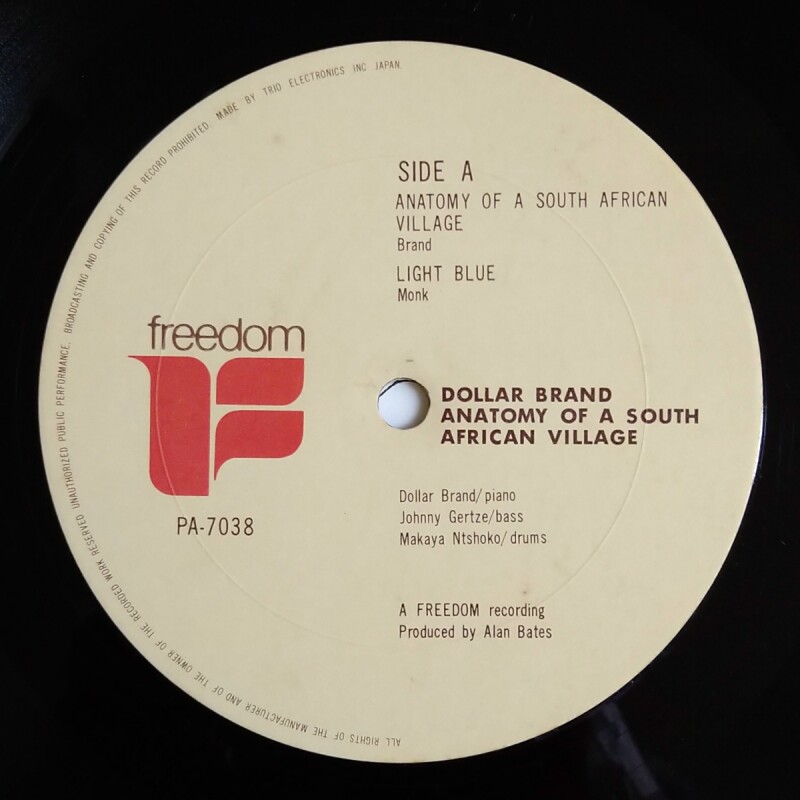 SIDE A
ANATOMY OF A SOUTH AFRICAN
VILLAGE
Brand
LIGHT BLUE
Monk
freedom
PA-7038
DOLLAR BRAND
ANATOMY OF A SOUTH
AFRICAN VILLAGE
Dollar Brand/piano
Johnny Gertze/bass
Makaya Ntshoko/drums
A FREEDOM recording
Produced by Alan Bates
ALL RIGHTS OF THE MANUFACTURER AND OF THE OWNER OF THE RECORDED WORK RESERVED UNAUTHORIZED PUBLIC PERFORMANCE, BROADCASTING AND COPYING OF THIS RECORD PROHIBITED. MADE BY TRIO ELECTRONICS INC JAPAN.